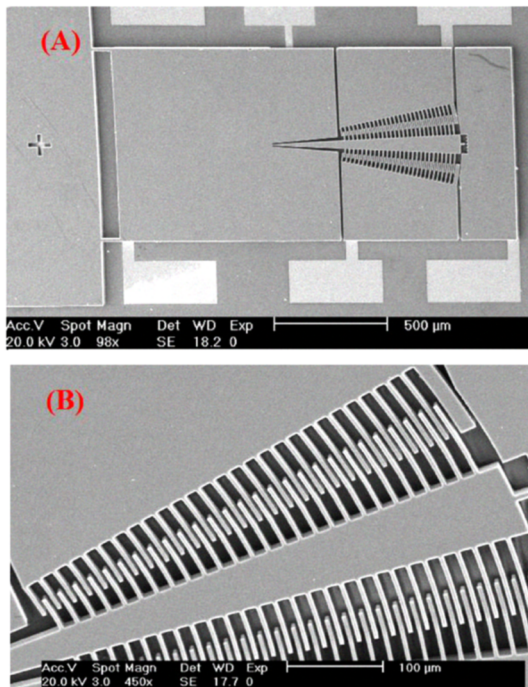 (A)
Acc.V Spot Magn Det WD Exp
20.0 kV 3.0 98x SE 18.2 0
500 µm
(B)
Acc.V Spot Magn Det WD Exp
20.0 kV 3.0 450x SE 17.7 0
100 µm